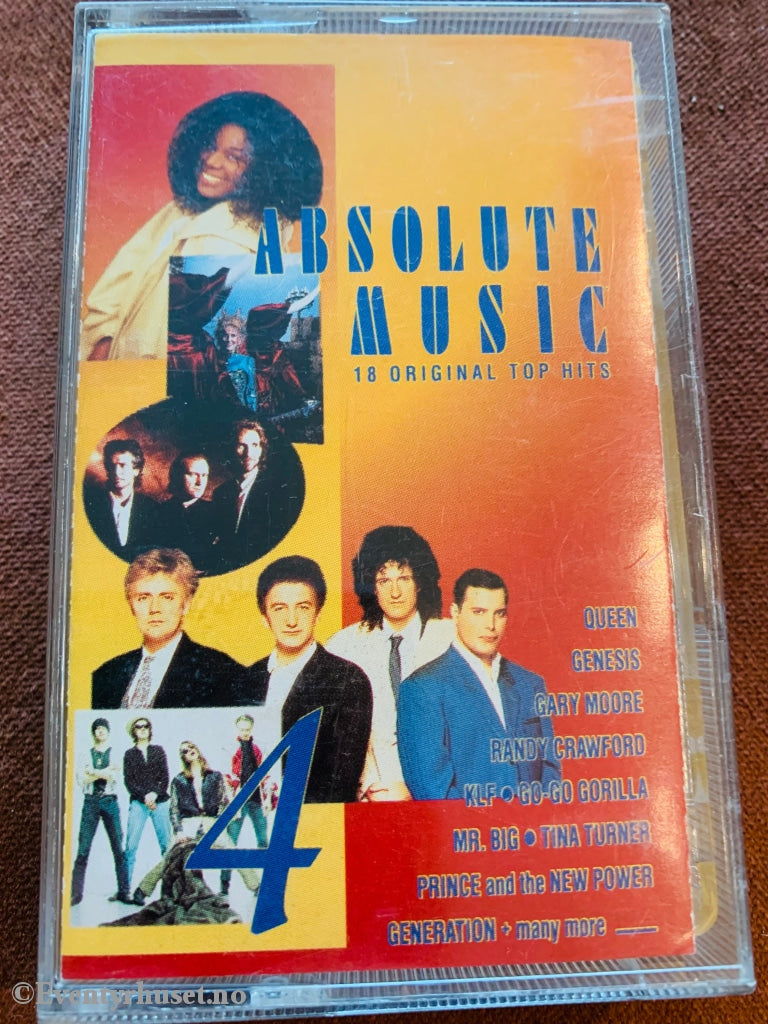 ABSOLUTE
MUSIC
18 ORIGINAL TOP HITS
QUEEN
GENESIS
GARY MOORE
RANDY CRAWFORD
KLF • GO-GO GORILLA
MR. BIG • TINA TURNER
PRINCE and the NEW POWER
GENERATION + many more
4
©Eventyrhuset.no